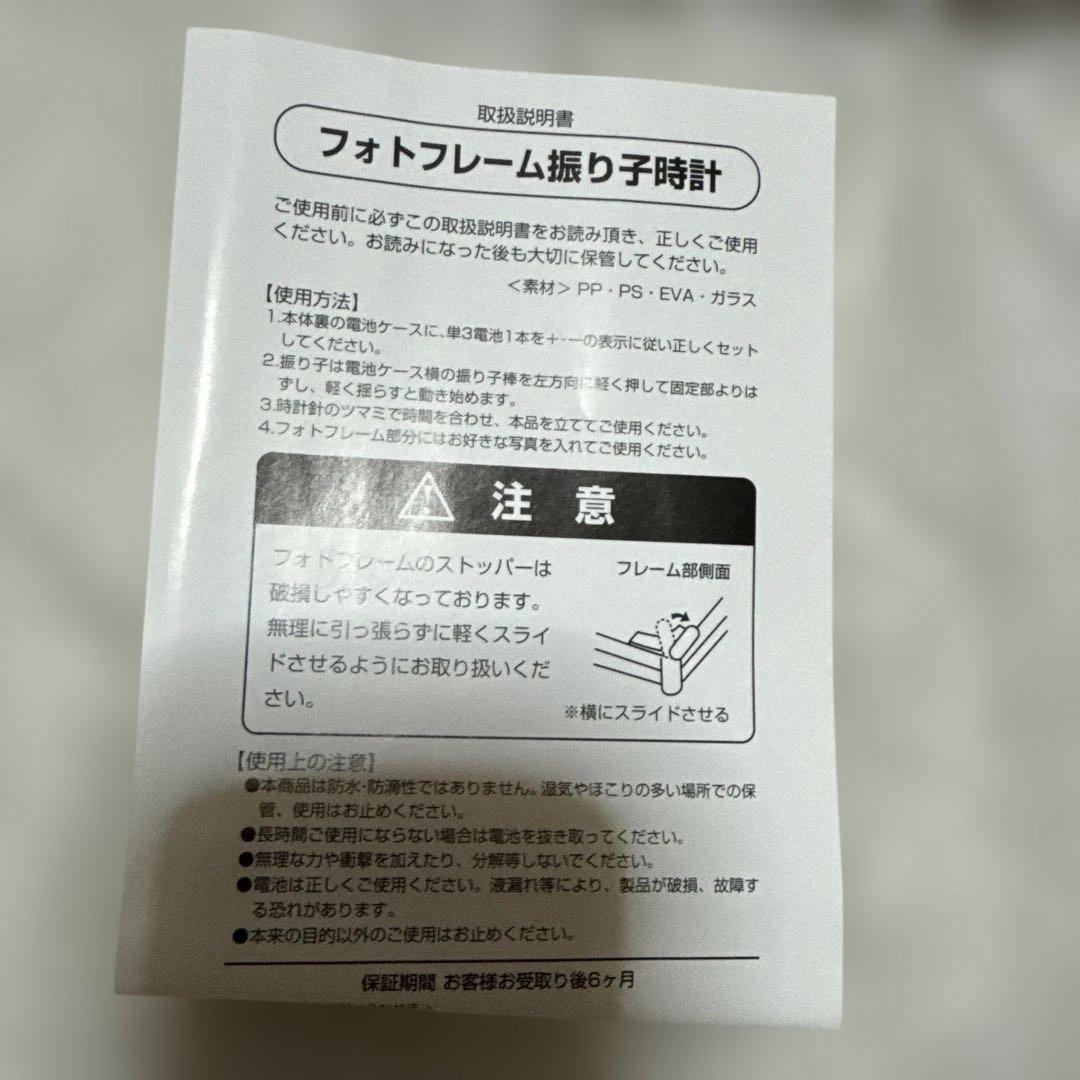 取扱説明書
フォトフレーム振り子時計
ご使用前に必ずこの取扱説明書をお読み頂き、正しくご使用
ください。お読みになった後も大切に保管してください。
＜素材＞PP・PS・EVA・ガラス
【使用方法】
1.本体裏の電池ケースに、単3電池1本を＋・－の表示に従い正しくセット
してください。
2.振り子は電池ケース横の振り子棒を左方向に軽く押して固定部よりは
ずし、軽く揺らすと動き始めます。
3.時計針のツマミで時間を合わせ、本品を立ててご使用ください。
4.フォトフレーム部分にはお好きな写真を入れてご使用ください。
注意
フォトフレームのストッパーは
破損しやすくなっております。
無理に引っ張らずに軽くスライ
ドさせるようにお取り扱いくだ
さい。
フレーム部側面
※横にスライドさせる
【使用上の注意】
●本商品は防水・防滴性ではありません。湿気やほこりの多い場所での保
管、使用はお止めください。
●長時間ご使用にならない場合は電池を抜き取ってください。
●無理な力や衝撃を加えたり、分解等しないでください。
●電池は正しくご使用ください。液漏れ等により、製品が破損、故障す
る恐れがあります。
●本来の目的以外のご使用はお止めください。
保証期間 お客様お受取り後6ヶ月